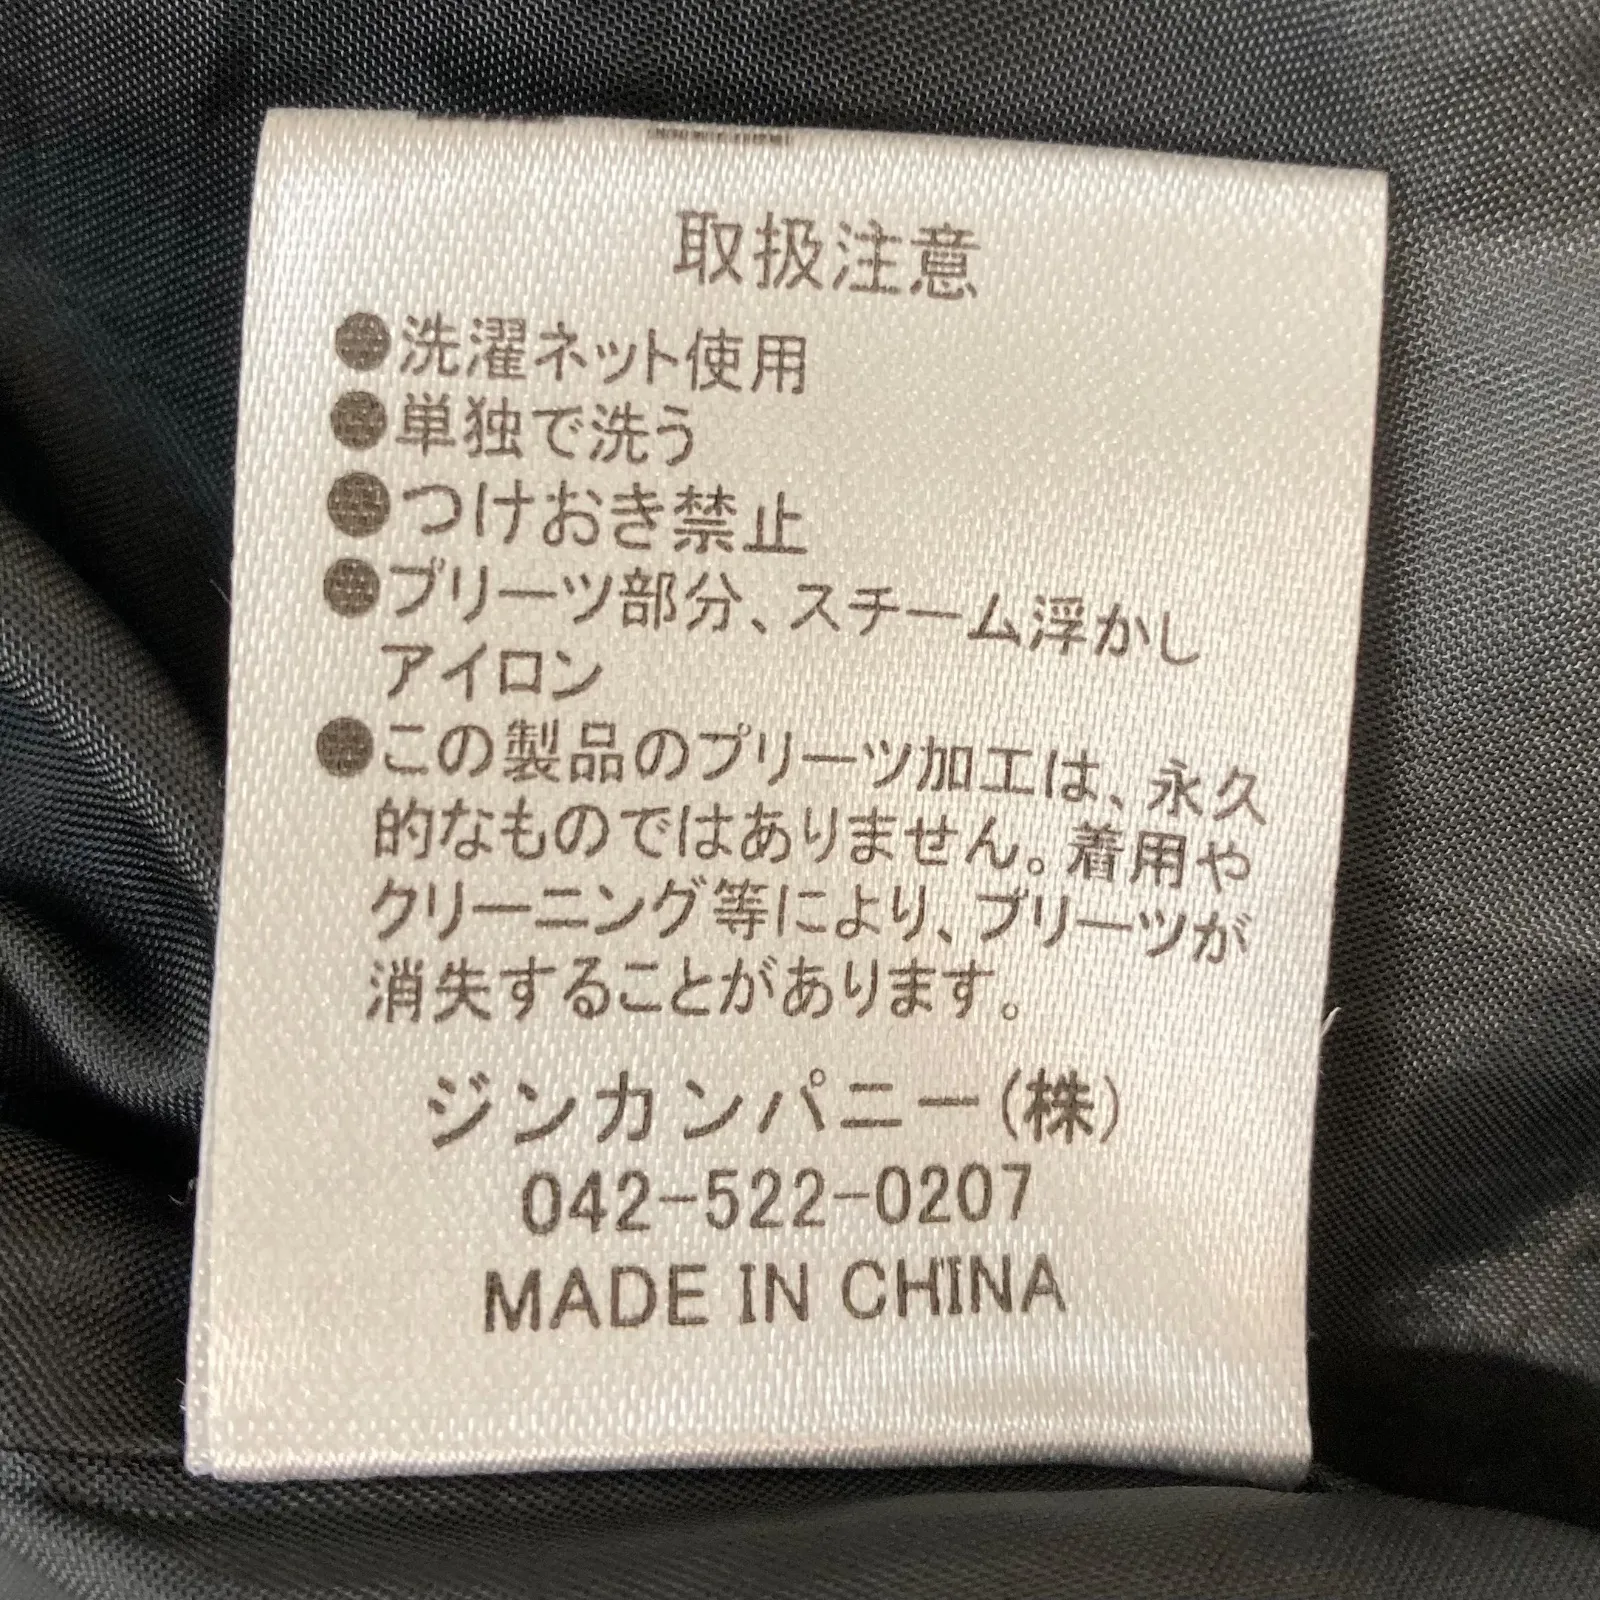 取扱注意
●洗濯ネット使用
●単独で洗う
●つけおき禁止
●プリーツ部分、スチーム浮かし
アイロン
●この製品のプリーツ加工は、永久
的なものではありません。着用や
クリーニング等により、プリーツが
消失することがあります。
ジンカンパニー(株)
042-522-0207
MADE IN CHINA